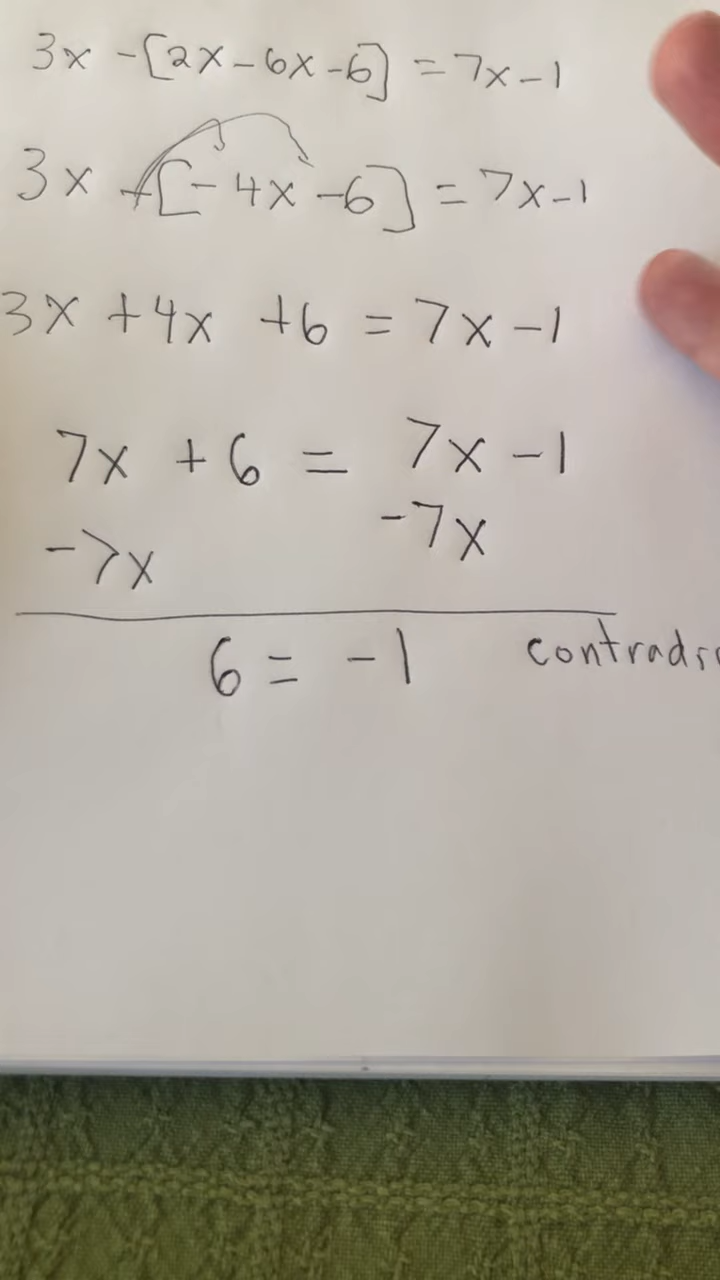 3x -[2x-6x-6] = 7x-1
3x -[-4x-6] = 7x-1
3x +4x +6 = 7x-1
7x +6 = 7x-1
-7x -7x
6 = -1